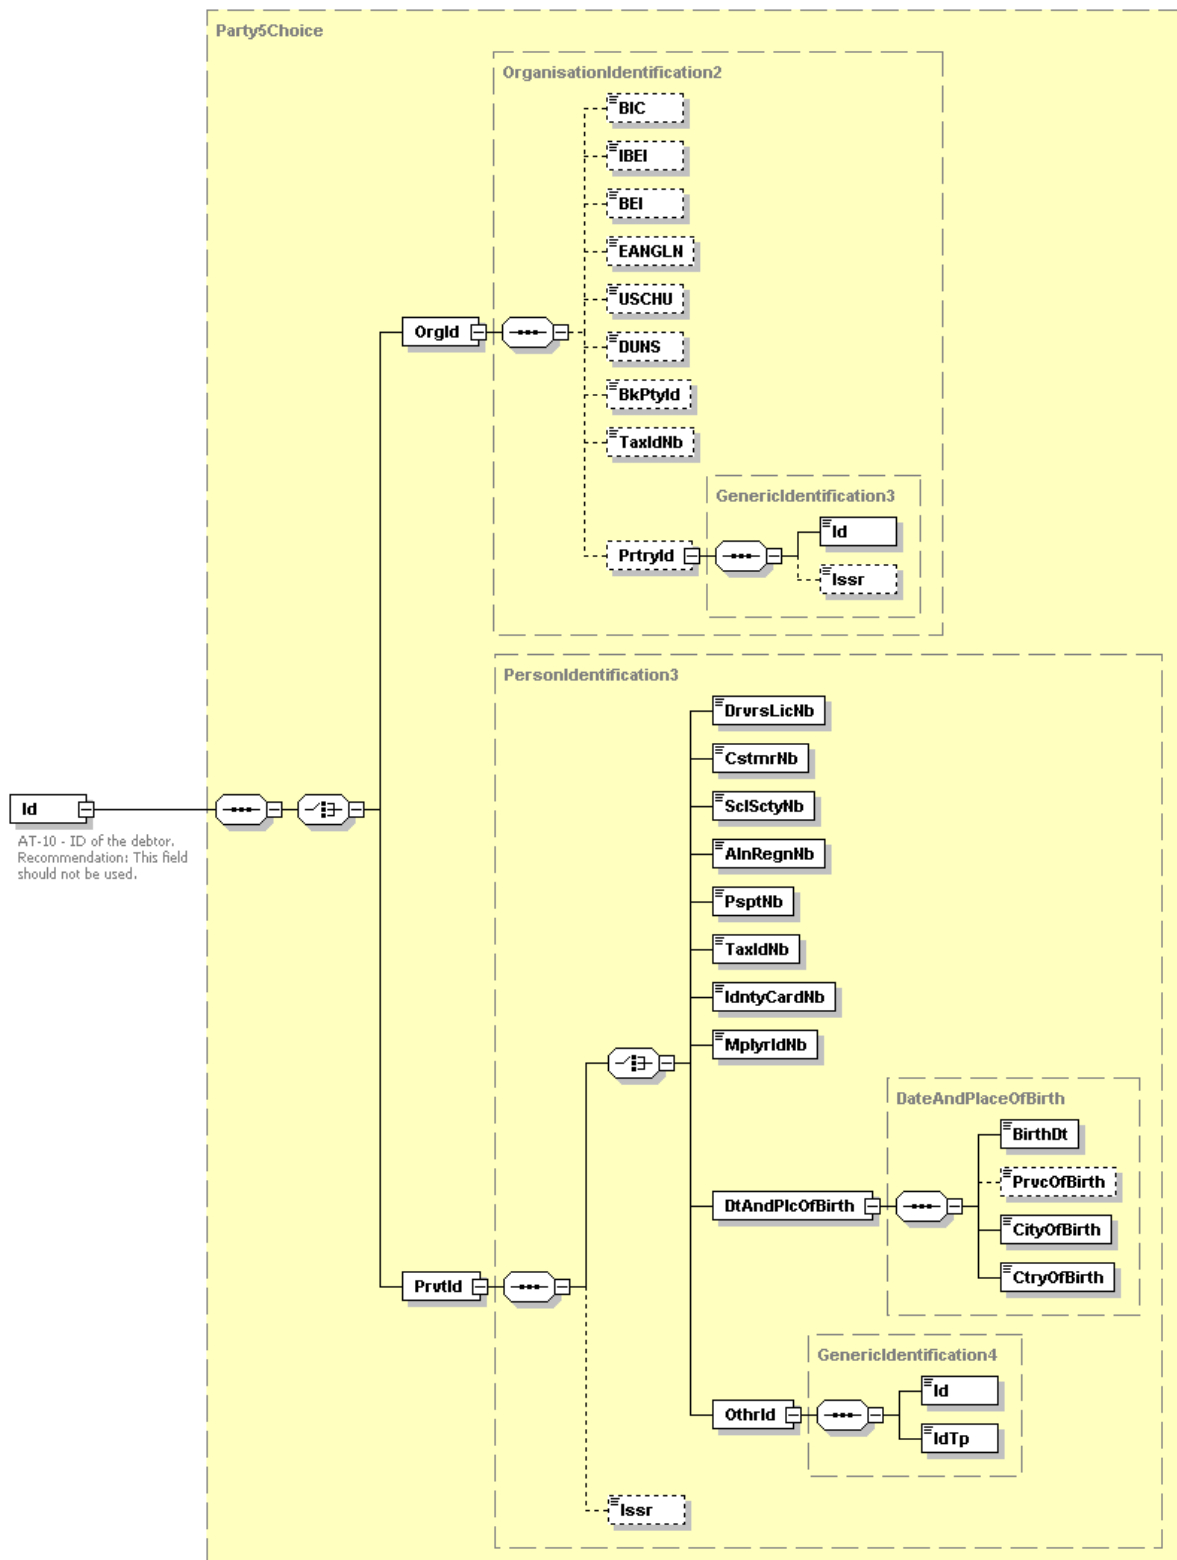 Party5Choice
OrganisationIdentification2
BIC
IBEI
BEI
EANGLN
USCHU
OrgId
DUNS
BkPtyId
TaxIdNb
GenericIdentification3
Id
PrtryId
Issr
PersonIdentification3
DrvrsLicNb
CstmrNb
SclSctyNb
Id
AT-10 - ID of the debtor.
Recommendation: This field
should not be used.
AlnRegnNb
PsptNb
TaxIdNb
IdntyCardNb
MplyrIdNb
DateAndPlaceOfBirth
BirthDt
PrvcOfBirth
DtAndPlcOfBirth
CityOfBirth
CtryOfBirth
PrvtId
GenericIdentification4
Id
OthrId
IdTp
Issr